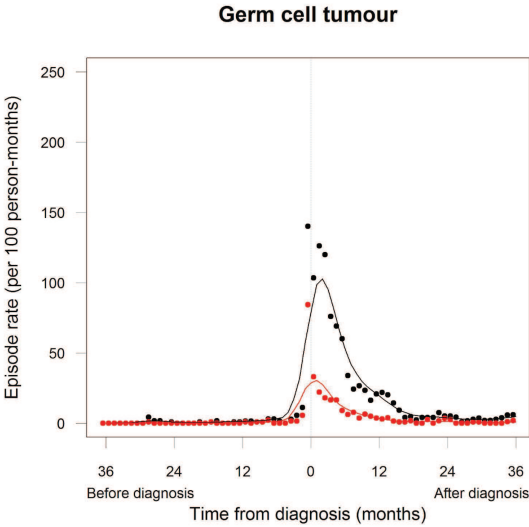 Germ cell tumour
Episode rate (per 100 person-months)
250
200
150
100
50
0
36 24 12 0 12 24 36
Before diagnosis After diagnosis
Time from diagnosis (months)